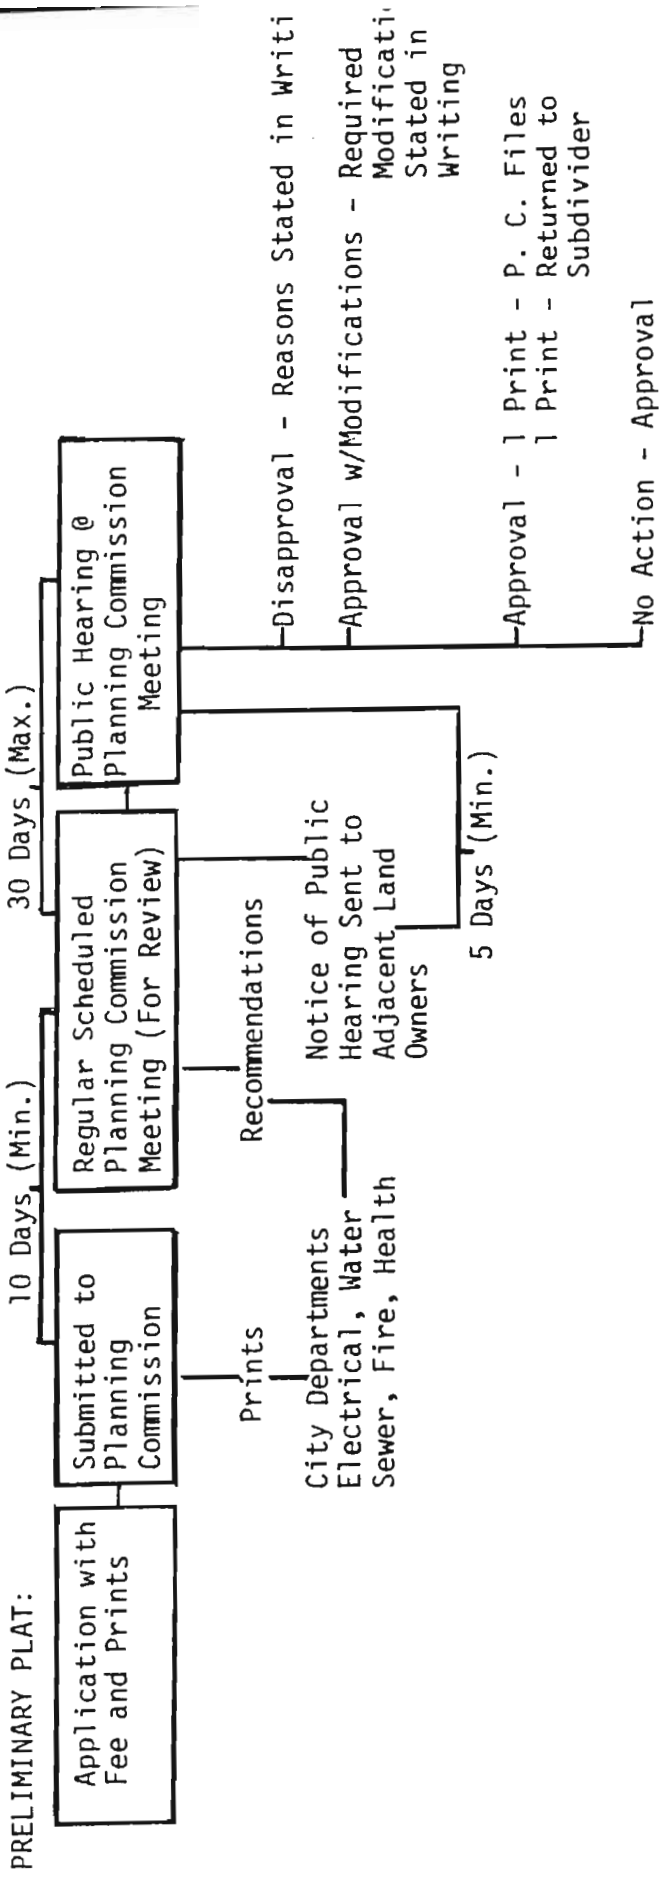 PRELIMINARY PLAT:
10 Days (Min.)
30 Days (Max.)
Application with
Fee and Prints
Submitted to
Planning
Commission
Regular Scheduled
Planning Commission
Meeting (For Review)
Public Hearing @
Planning Commission
Meeting
Prints
City Departments
Electrical, Water
Sewer, Fire, Health
Recommendations
Notice of Public
Hearing Sent to
Adjacent Land
Owners
5 Days (Min.)
Disapproval - Reasons Stated in Writi
Approval w/Modifications - Required
Modificati
Stated in
Writing
Approval - 1 Print - P. C. Files
1 Print - Returned to
Subdivider
No Action - Approval